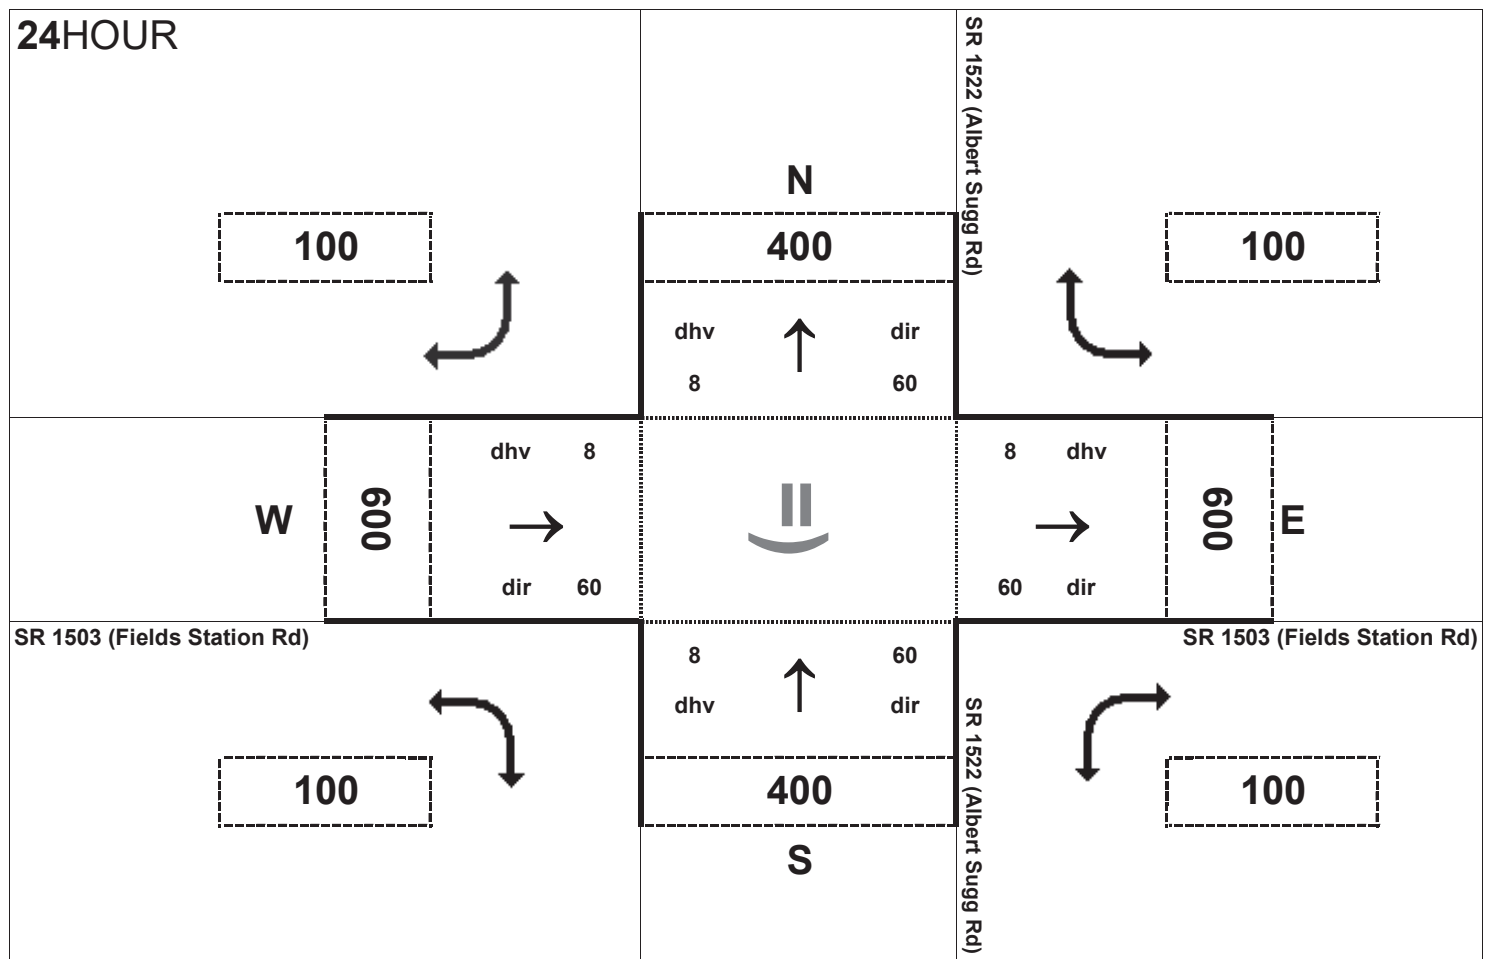 24HOUR
SR 1522 (Albert Sugg Rd)
N
100
400
100
dhv
dir
8
60
dhv 8
8 dhv
W
600
600
E
dir 60
60 dir
SR 1503 (Fields Station Rd)
SR 1503 (Fields Station Rd)
8
60
dhv
dir
SR 1522 (Albert Sugg Rd)
100
400
100
S